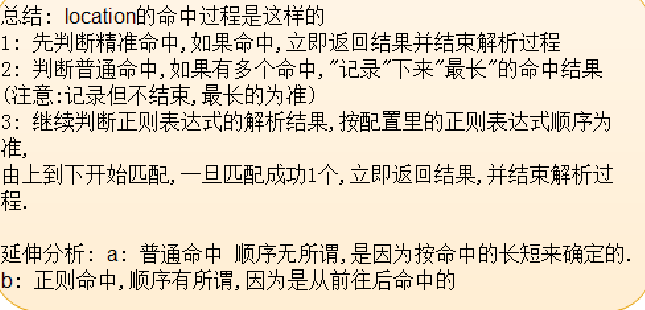 总结: location的命中过程是这样的
1: 先判断精准命中,如果命中,立即返回结果并结束解析过程
2: 判断普通命中,如果有多个命中,"记录"下来"最长"的命中结果
(注意:记录但不结束,最长的为准)
3: 继续判断正则表达式的解析结果,按配置里的正则表达式顺序为
准,
由上到下开始匹配,一旦匹配成功1个,立即返回结果,并结束解析过
程.
延伸分析: a: 普通命中 顺序无所谓,是因为按命中的长短来确定的.
b: 正则命中,顺序有所谓,因为是从前往后命中的